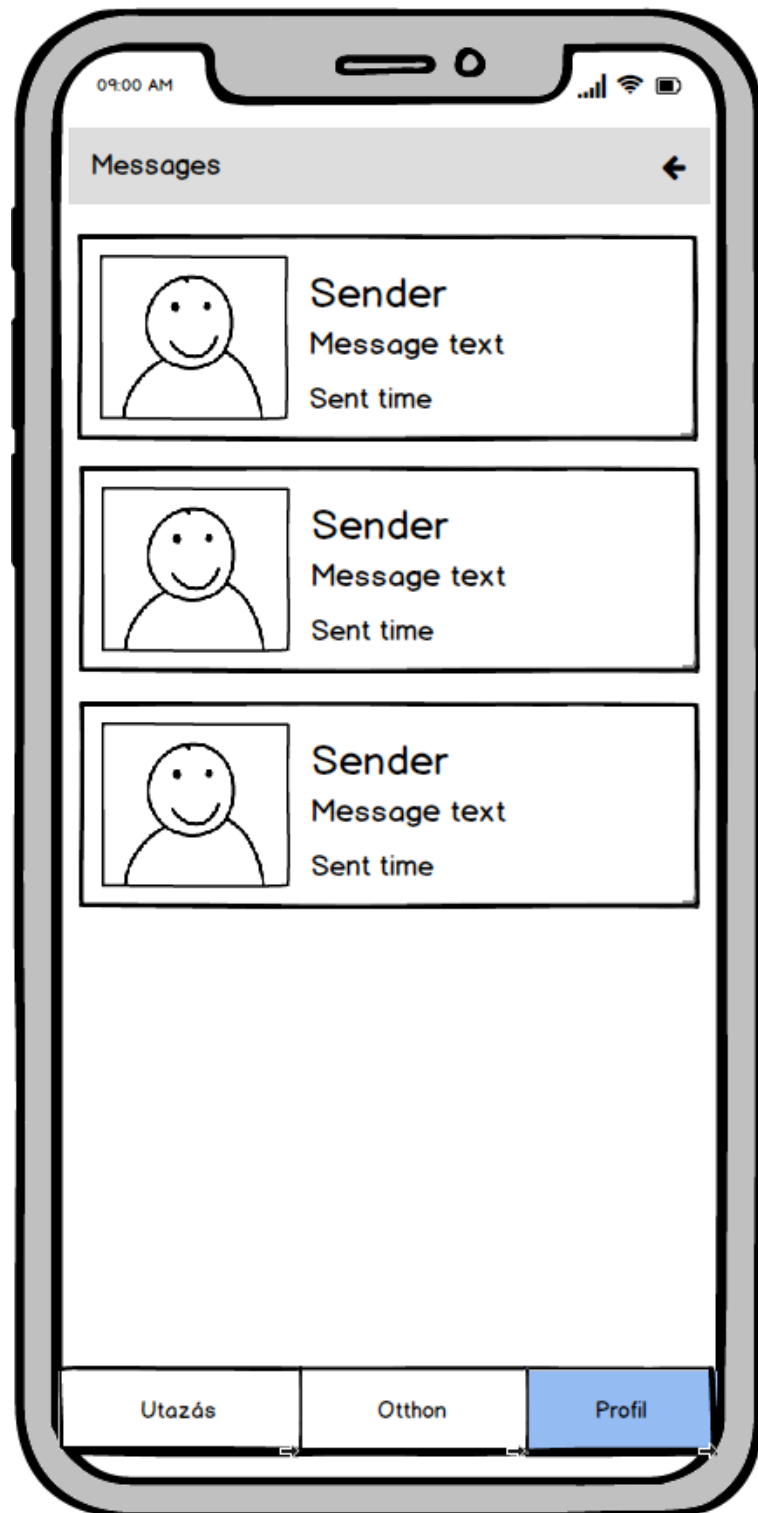 09:00 AM
Messages
Sender
Message text
Sent time
Sender
Message text
Sent time
Sender
Message text
Sent time
Utazás Otthon Profil